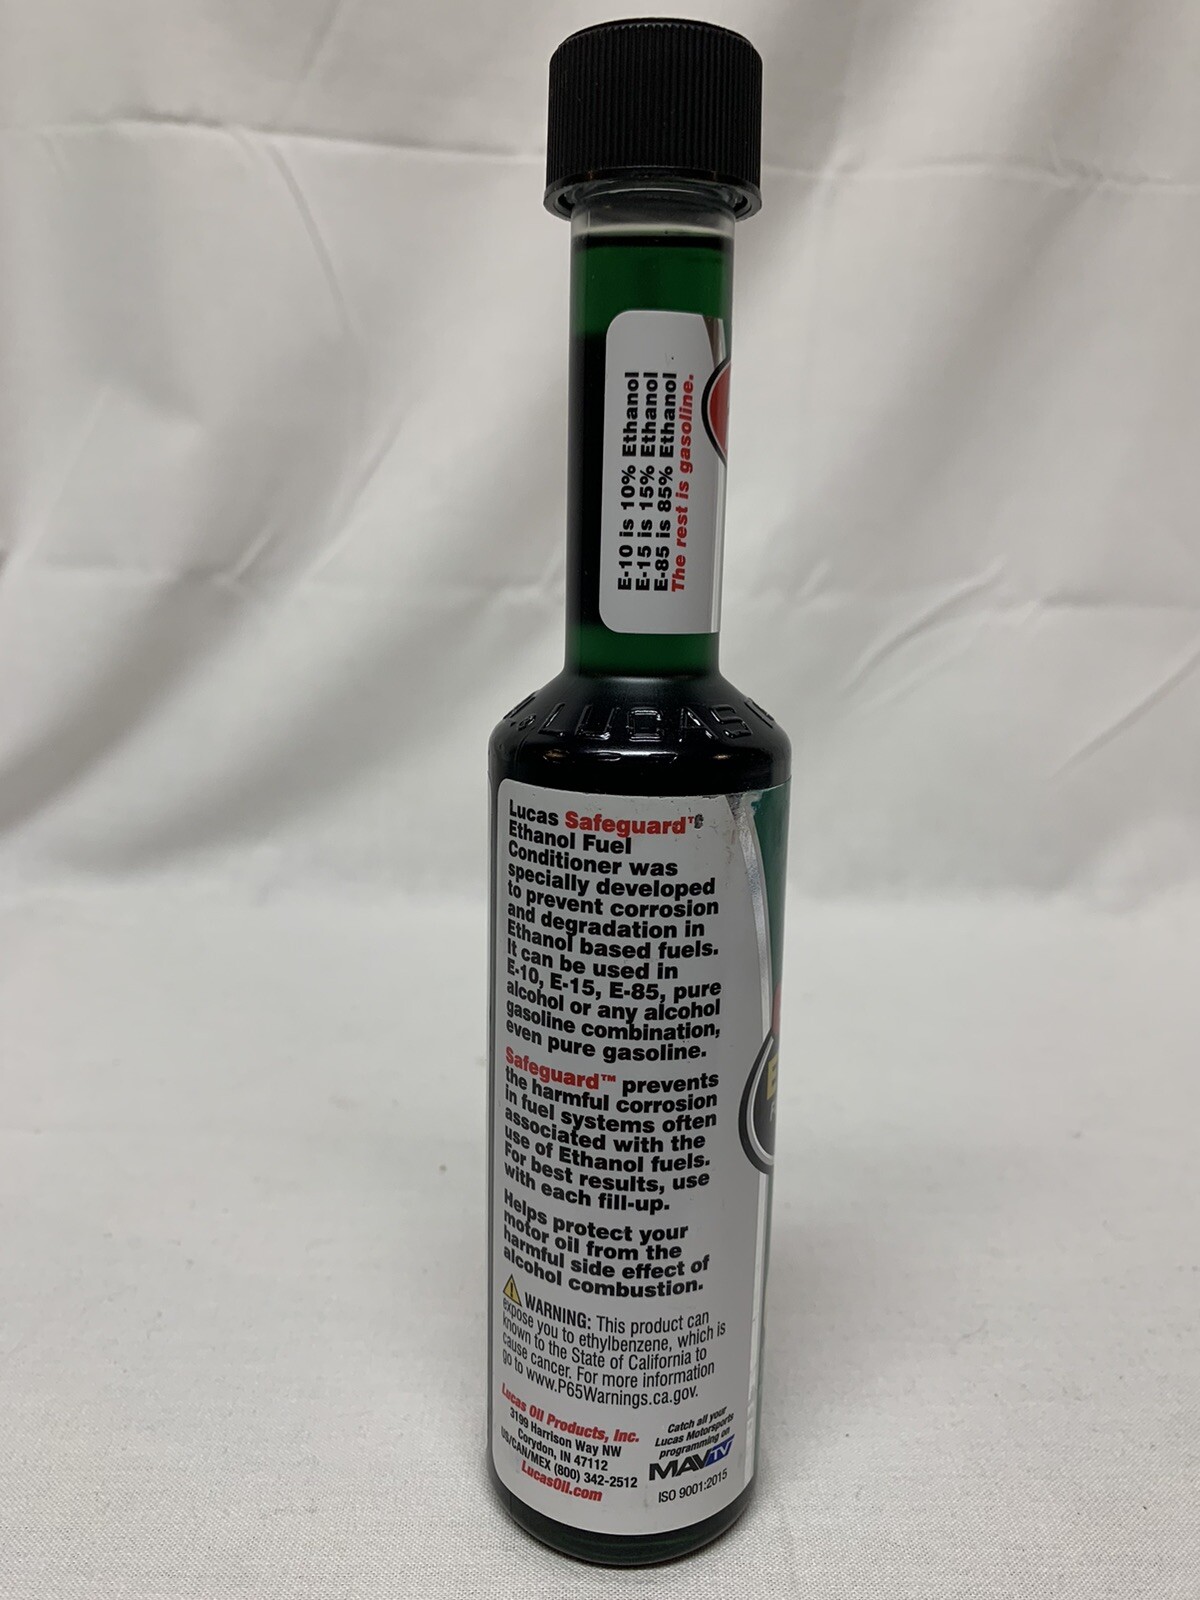 E-10 is 10% Ethanol
E-15 is 15% Ethanol
E-85 is 85% Ethanol
The rest is gasoline.
LUCAS
Lucas Safeguard™
Ethanol Fuel
Conditioner was
specially developed
to prevent corrosion
and degradation in
Ethanol based fuels.
It can be used in
E-10, E-15, E-85, pure
alcohol or any alcohol
gasoline combination,
even pure gasoline.
Safeguard™ prevents
the harmful corrosion
in fuel systems often
associated with the
use of Ethanol fuels.
For best results, use
with each fill-up.
Helps protect your
motor oil from the
harmful side effect of
alcohol combustion.
WARNING: This product can
expose you to ethylbenzene, which is
known to the State of California to
cause cancer. For more information
go to www.P65Warnings.ca.gov.
Lucas Oil Products, Inc.
3199 Harrison Way NW
Corydon, IN 47112
US/CAN/MEX (800) 342-2512
LucasOil.com
Catch all your
Lucas Motorsports
programming on
MAVTV
ISO 9001:2015